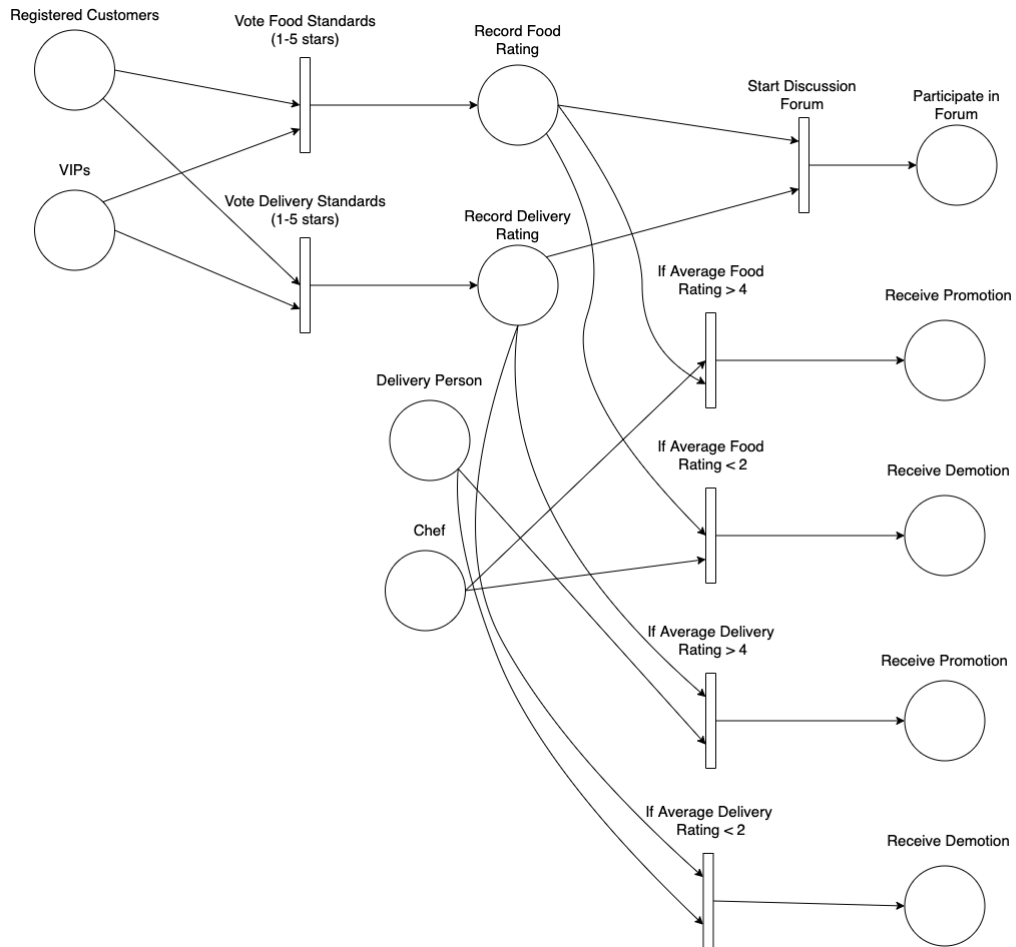 Registered Customers
Vote Food Standards
(1-5 stars)
Record Food
Rating
Start Discussion
Forum
Participate in
Forum
VIPs
Vote Delivery Standards
(1-5 stars)
Record Delivery
Rating
If Average Food
Rating > 4
Receive Promotion
Delivery Person
If Average Food
Rating < 2
Receive Demotion
Chef
If Average Delivery
Rating > 4
Receive Promotion
If Average Delivery
Rating < 2
Receive Demotion